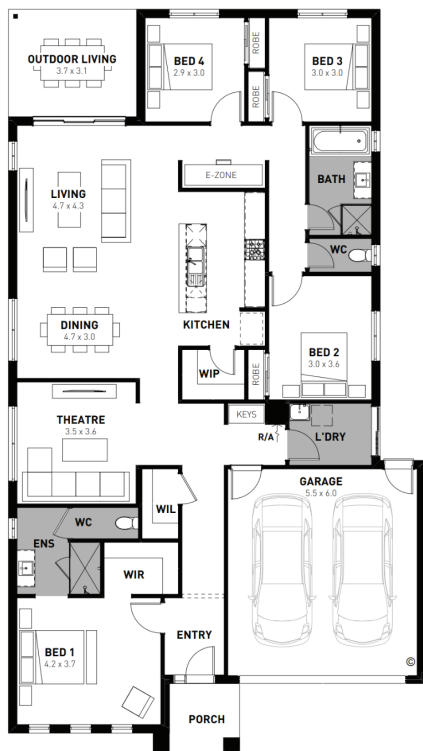 OUTDOOR LIVING
3.7 x 3.1
BED 4
2.9 x 3.0
ROBE
ROBE
BED 3
3.0 x 3.0
LIVING
4.7 x 4.3
E-ZONE
BATH
WC
DINING
4.7 x 3.0
KITCHEN
WIP
ROBE
BED 2
3.0 x 3.6
THEATRE
3.5 x 3.6
KEYS
R/A
L'DRY
GARAGE
5.5 x 6.0
WIL
WC
ENS
WIR
BED 1
4.2 x 3.7
ENTRY
PORCH
©